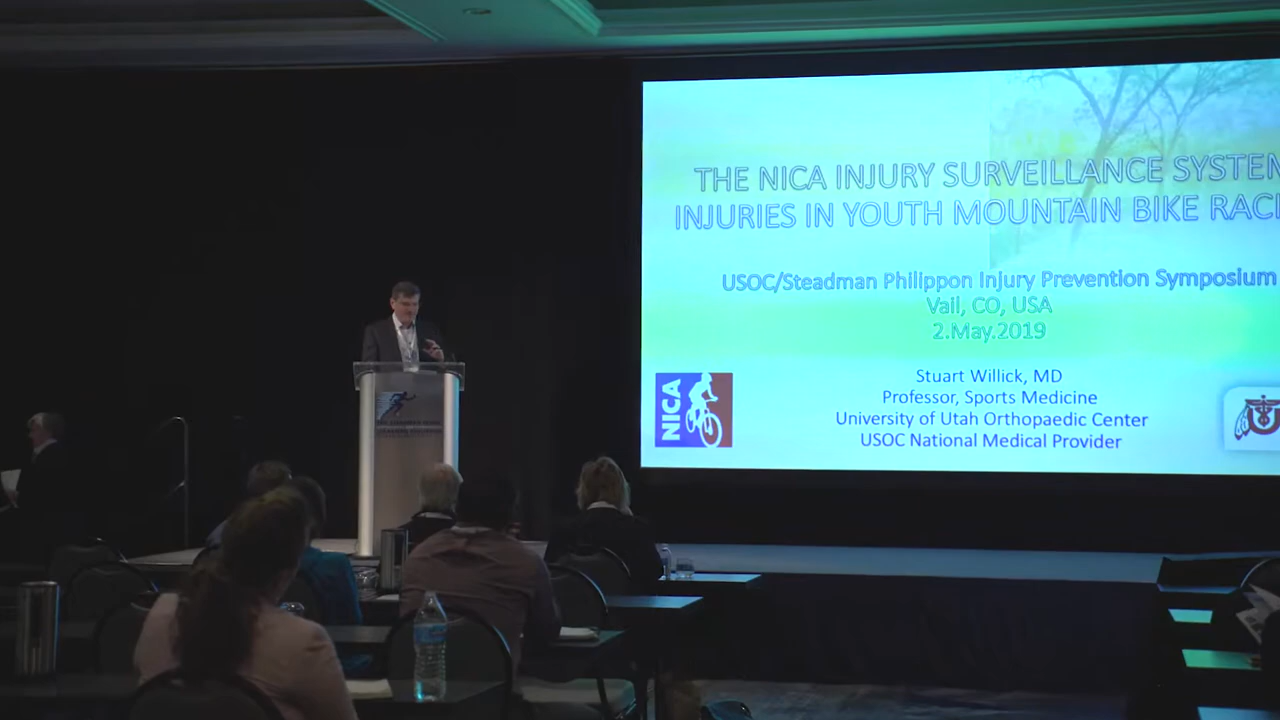 THE NICA INJURY SURVEILLANCE SYSTEM
INJURIES IN YOUTH MOUNTAIN BIKE RACI
USOC/Steadman Philippon Injury Prevention Symposium
Vail, CO, USA
2.May.2019
Stuart Willick, MD
Professor, Sports Medicine
University of Utah Orthopaedic Center
USOC National Medical Provider
NICA